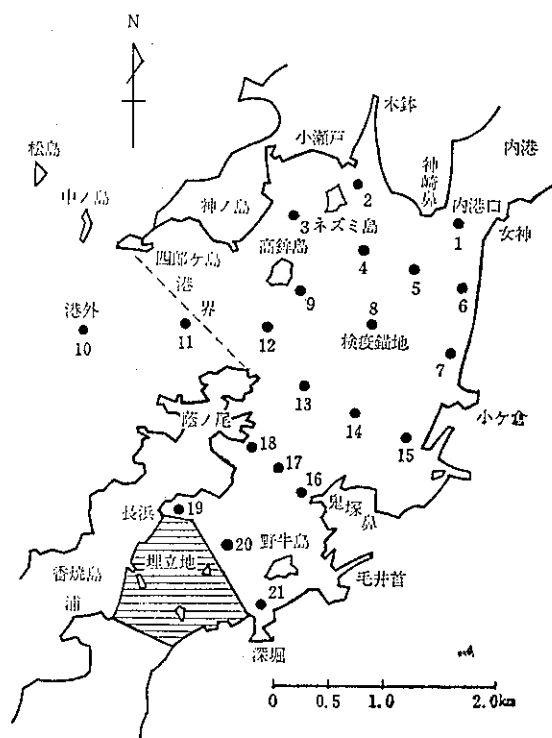 N
木鉢
小瀬戸
内港
松島
神崎鼻
2
中ノ島
神ノ島
ネズミ島
内港口
3
1
女神
四郎ケ島
高鉾島
4
5
港界
9
6
港外
8
10
11
12
検疫錨地
7
13
蔭ノ尾
14
小ケ倉
18
15
17
16
鬼塚鼻
長浜
19
20
野牛島
香焼島
埋立地
毛井首
浦
21
深堀
0 0.5 1.0 2.0km